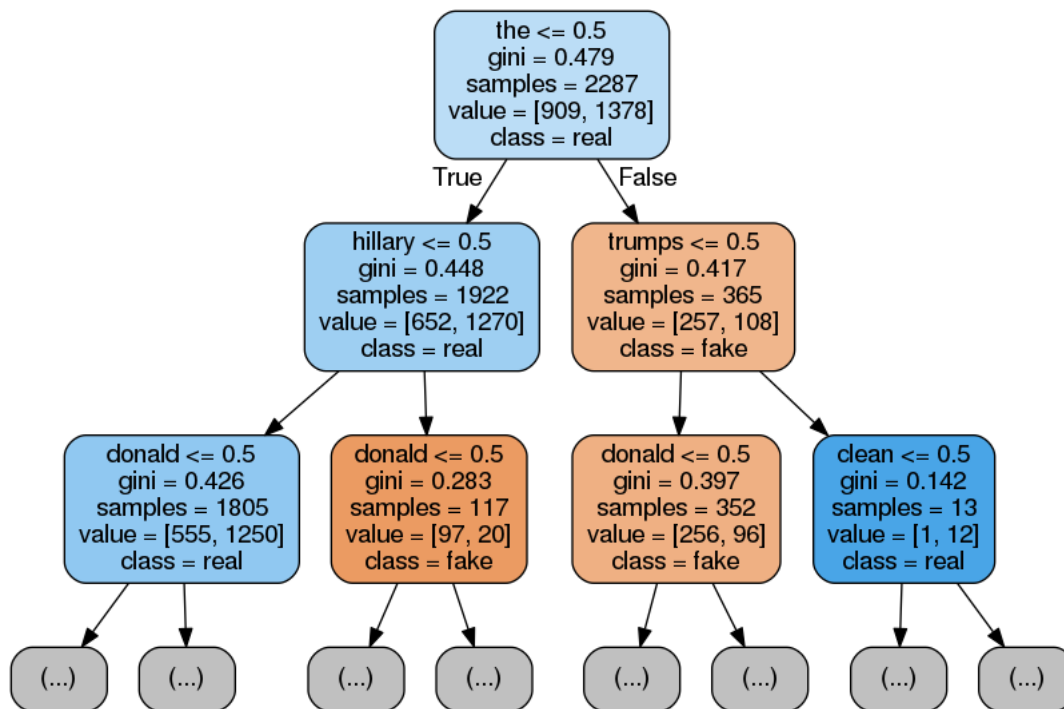 the <= 0.5
gini = 0.479
samples = 2287
value = [909, 1378]
class = real
True
False
hillary <= 0.5
gini = 0.448
samples = 1922
value = [652, 1270]
class = real
trumps <= 0.5
gini = 0.417
samples = 365
value = [257, 108]
class = fake
donald <= 0.5
gini = 0.426
samples = 1805
value = [555, 1250]
class = real
donald <= 0.5
gini = 0.283
samples = 117
value = [97, 20]
class = fake
donald <= 0.5
gini = 0.397
samples = 352
value = [256, 96]
class = fake
clean <= 0.5
gini = 0.142
samples = 13
value = [1, 12]
class = real
(...)
(...)
(...)
(...)
(...)
(...)
(...)
(...)